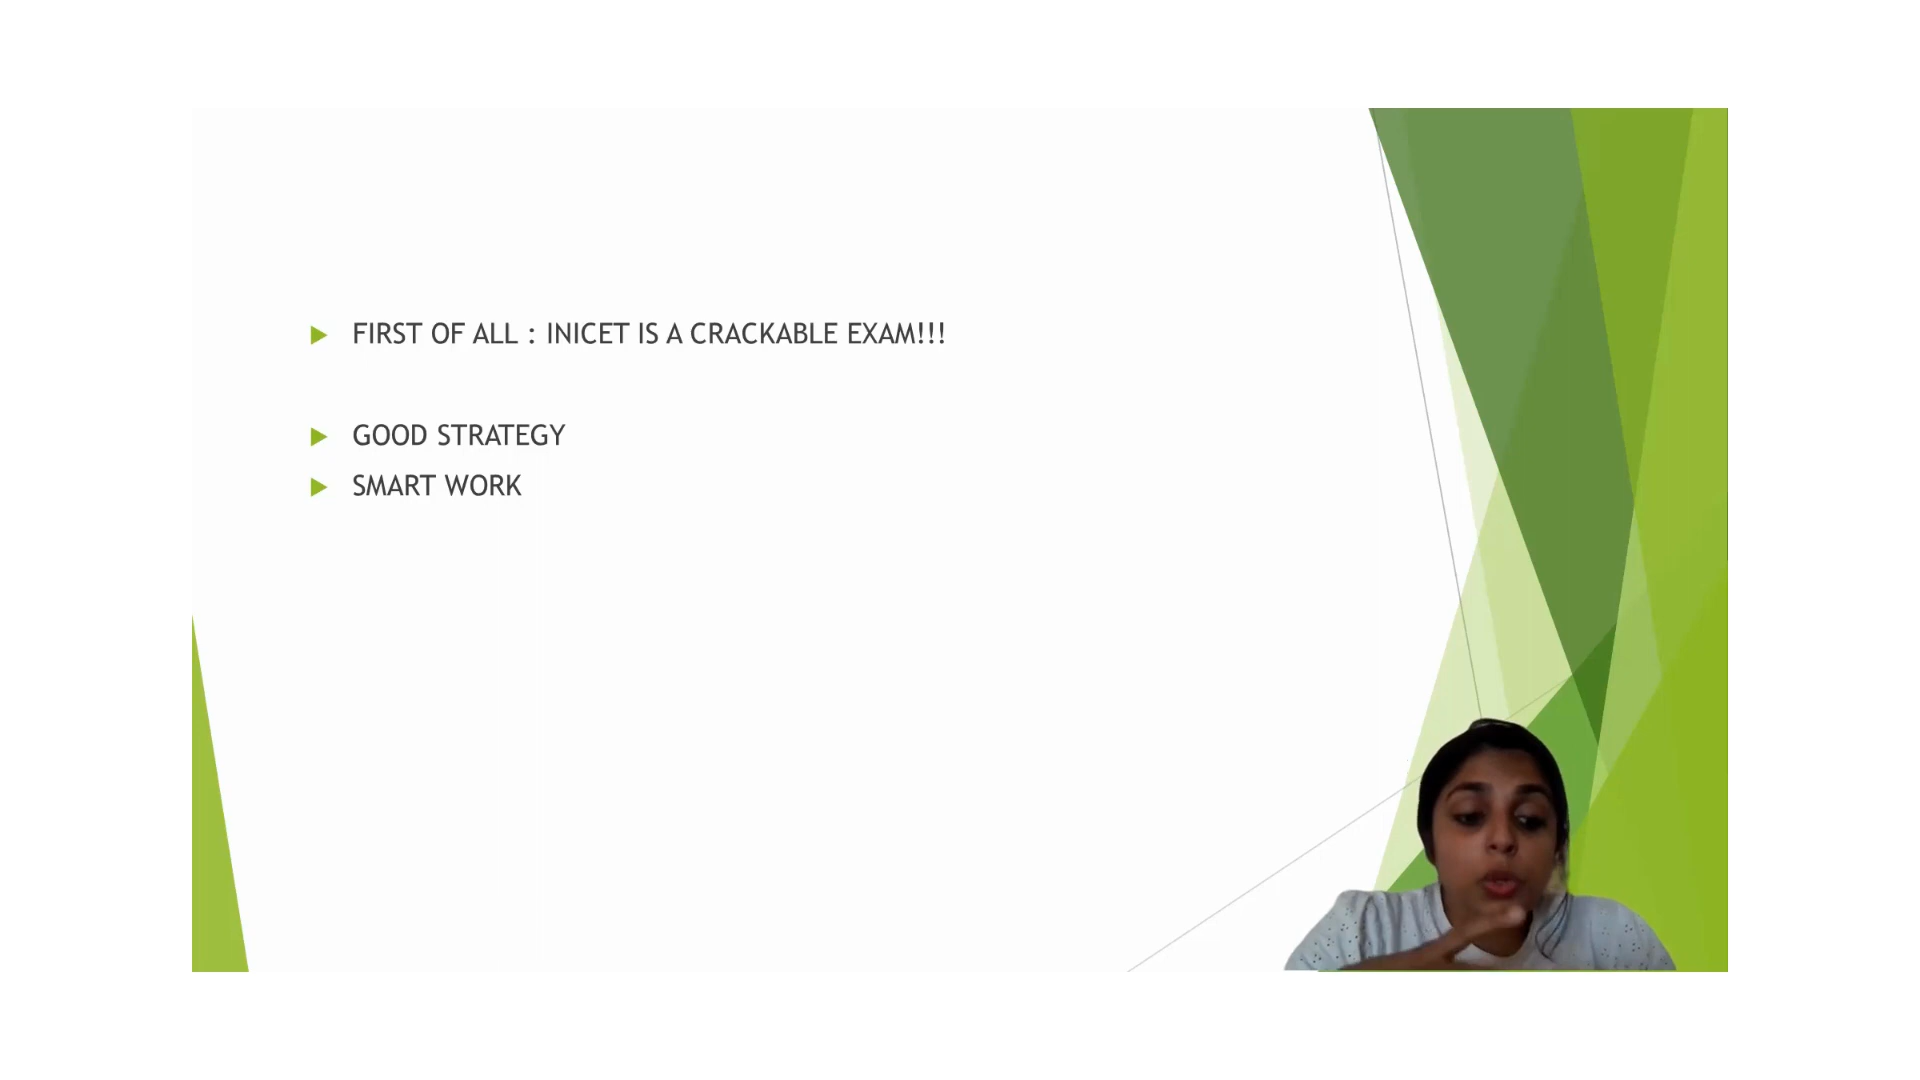 FIRST OF ALL : INICET IS A CRACKABLE EXAM!!!
GOOD STRATEGY
SMART WORK